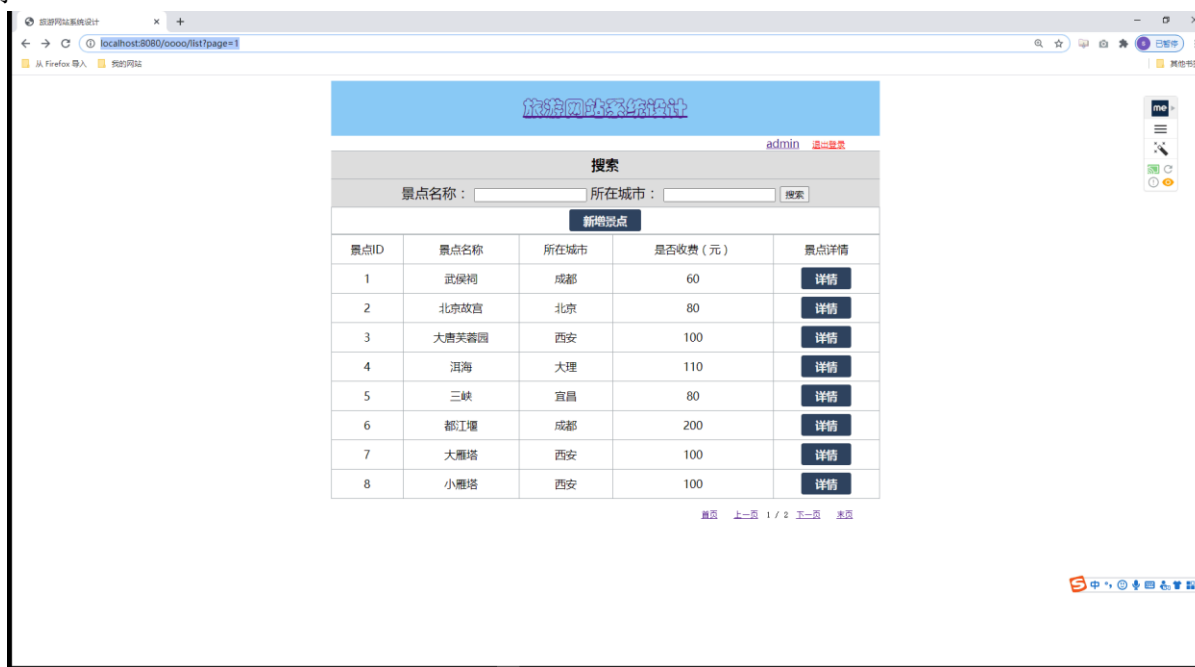 旅游网站系统设计
localhost:8080/oooo/list?page=1
已暂停
从 Firefox 导入 我的网站
旅游网站系统设计
admin 退出登录
me
搜索
景点名称： 所在城市： 搜索
新增景点
景点ID 景点名称 所在城市 是否收费（元） 景点详情
1 武侯祠 成都 60 详情
2 北京故宫 北京 80 详情
3 大唐芙蓉园 西安 100 详情
4 洱海 大理 110 详情
5 三峡 宜昌 80 详情
6 都江堰 成都 200 详情
7 大雁塔 西安 100 详情
8 小雁塔 西安 100 详情
首页 上一页 1 / 2 下一页 末页
中